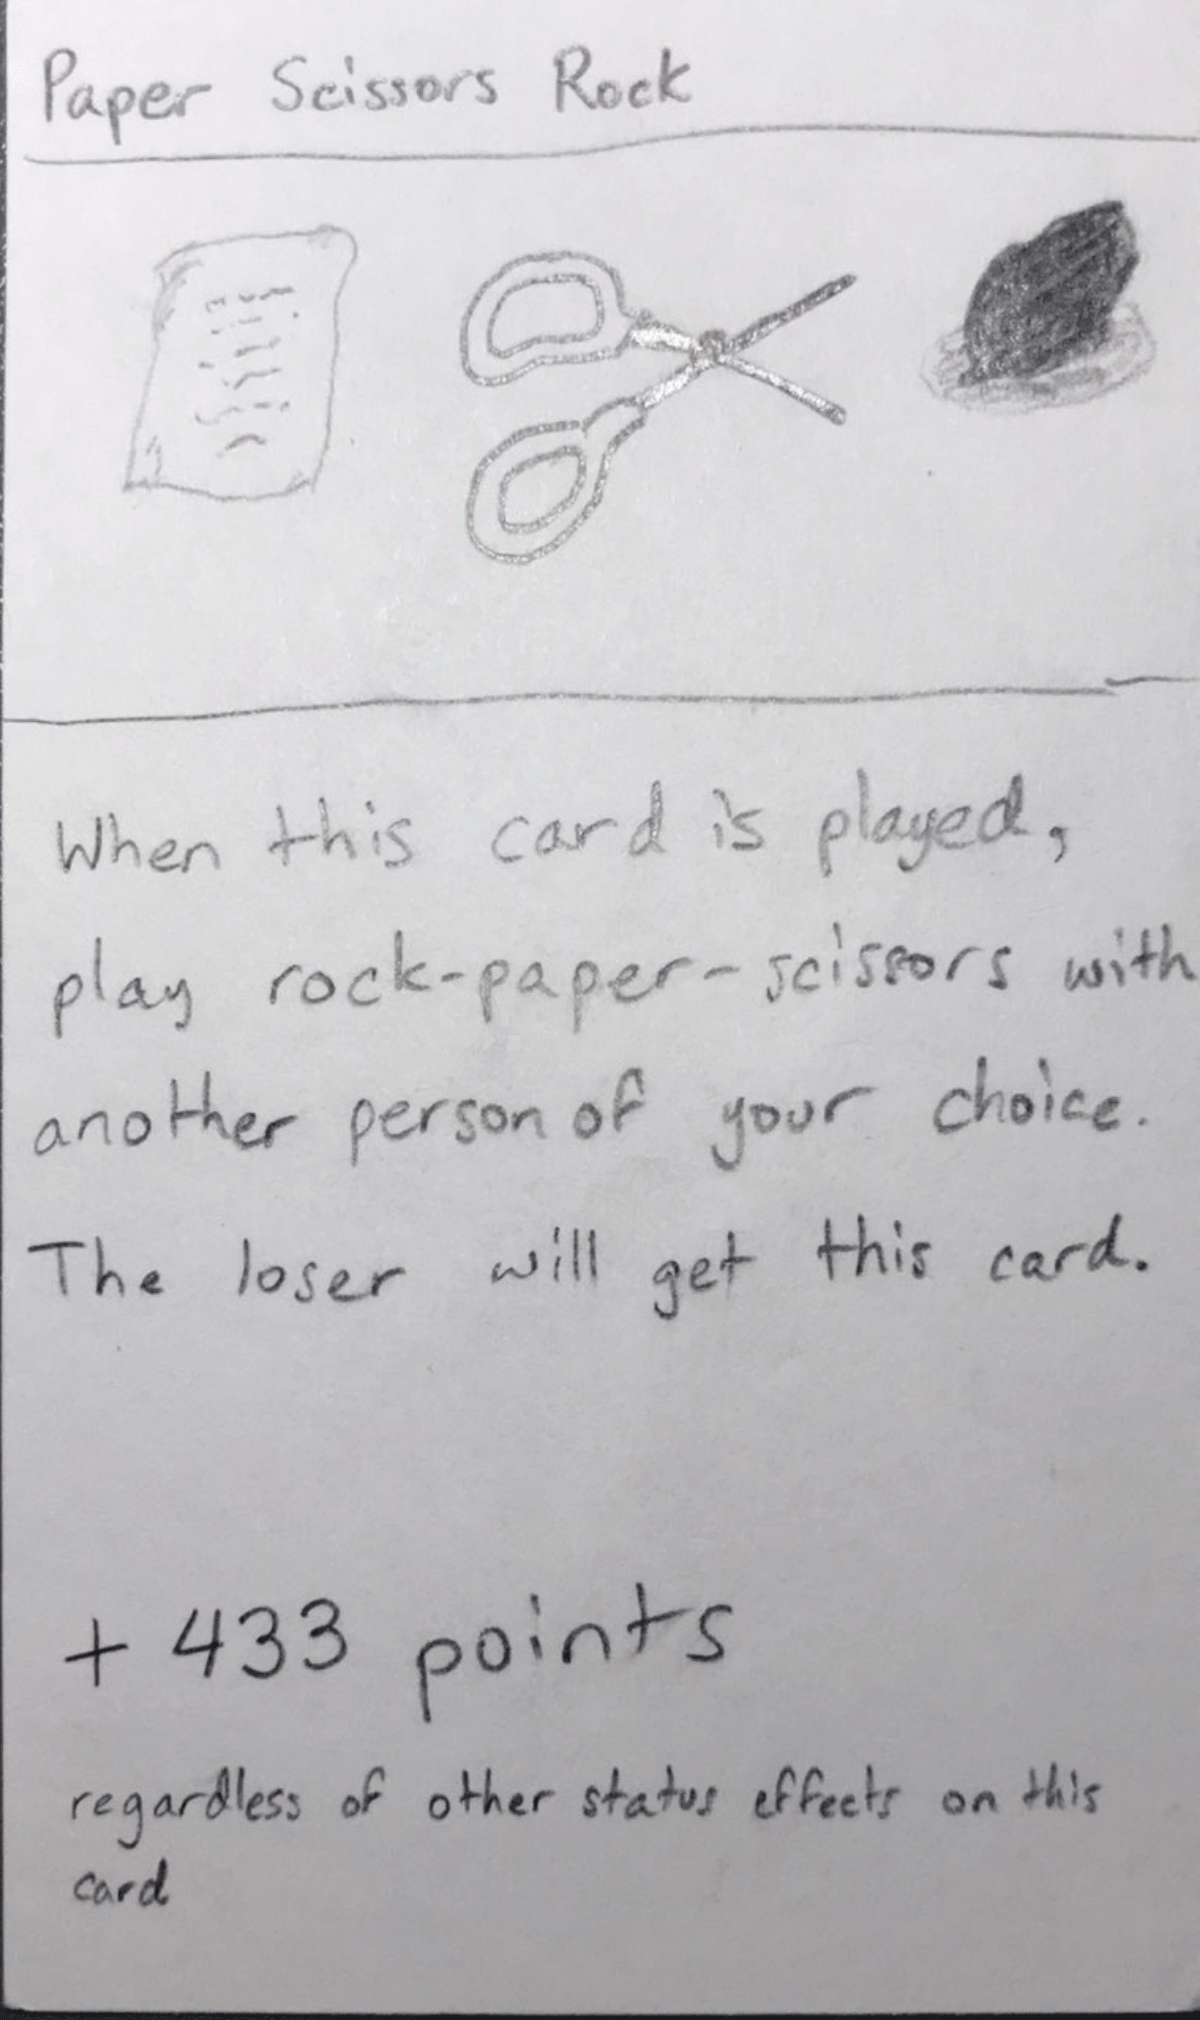 Paper Scissors Rock
When this card is played,
play rock-paper-scissors with
another person of your choice.
The loser will get this card.
+ 433 points
regardless of other status effects on this
card